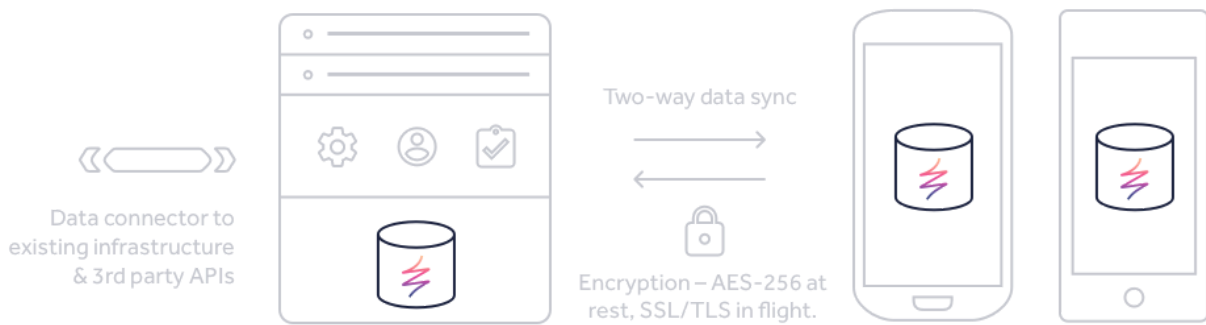 Data connector to
existing infrastructure
& 3rd party APIs
Two-way data sync
Encryption – AES-256 at
rest, SSL/TLS in flight.